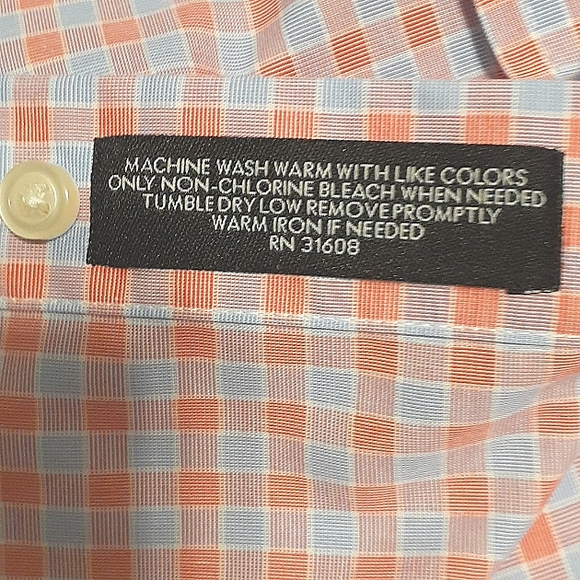 MACHINE WASH WARM WITH LIKE COLORS
ONLY NON-CHLORINE BLEACH WHEN NEEDED
TUMBLE DRY LOW REMOVE PROMPTLY
WARM IRON IF NEEDED
RN 31608